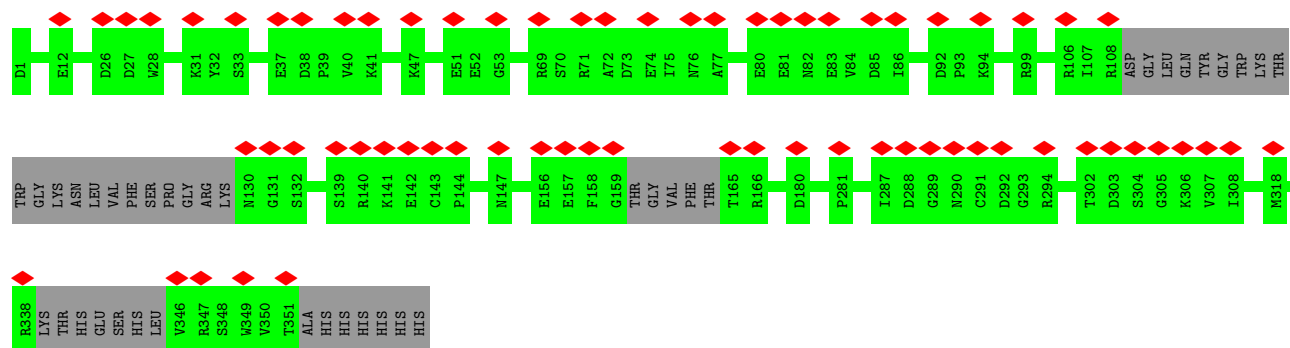 D1 E12 D26 D27 W28 K31 Y32 S33 E37 D38 P39 V40 K41 K47 E51 E52 G53 R69 S70 R71 A72 D73 E74 I75 N76 A77 E80 E81 N82 E83 V84 D85 I86 D92 P93 K94 R99 R106 I107 R108 ASP GLY LEU GLN TYR GLY TRP LYS THR
TRP GLY LYS ASN LEU VAL PHE SER PRO GLY ARG LYS N130 G131 S132 S139 R140 K141 E142 C143 P144 N147 E156 E157 F158 G159 THR GLY VAL PHE THR T165 R166 D180 P281 I287 D288 G289 N290 C291 D292 G293 R294 T302 D303 S304 G305 K306 V307 I308 M318
R338 LYS THR HIS GLU SER HIS LEU V346 R347 S348 W349 V350 T351 ALA HIS HIS HIS HIS HIS HIS